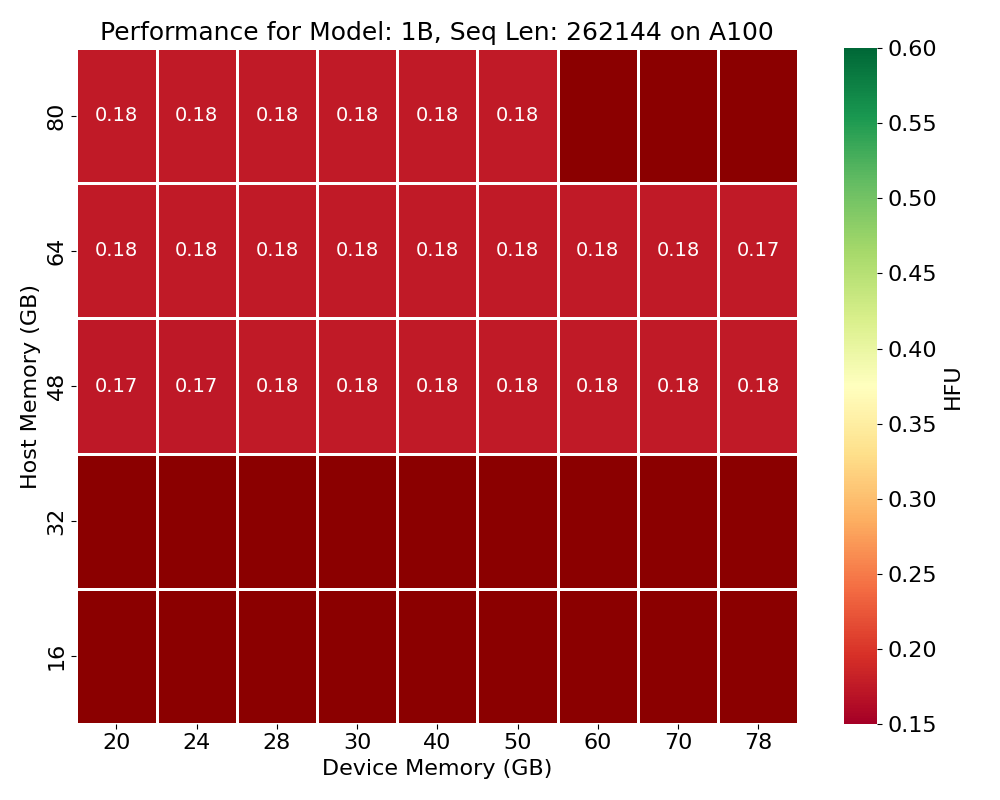 Performance for Model: 1B, Seq Len: 262144 on A100
Host Memory (GB)
80 0.18 0.18 0.18 0.18 0.18 0.18
64 0.18 0.18 0.18 0.18 0.18 0.18 0.18 0.18 0.17
48 0.17 0.17 0.18 0.18 0.18 0.18 0.18 0.18 0.18
32
16
20 24 28 30 40 50 60 70 78
Device Memory (GB)
0.60
0.55
0.50
0.45
0.40
0.35
0.30
0.25
0.20
0.15
HFU